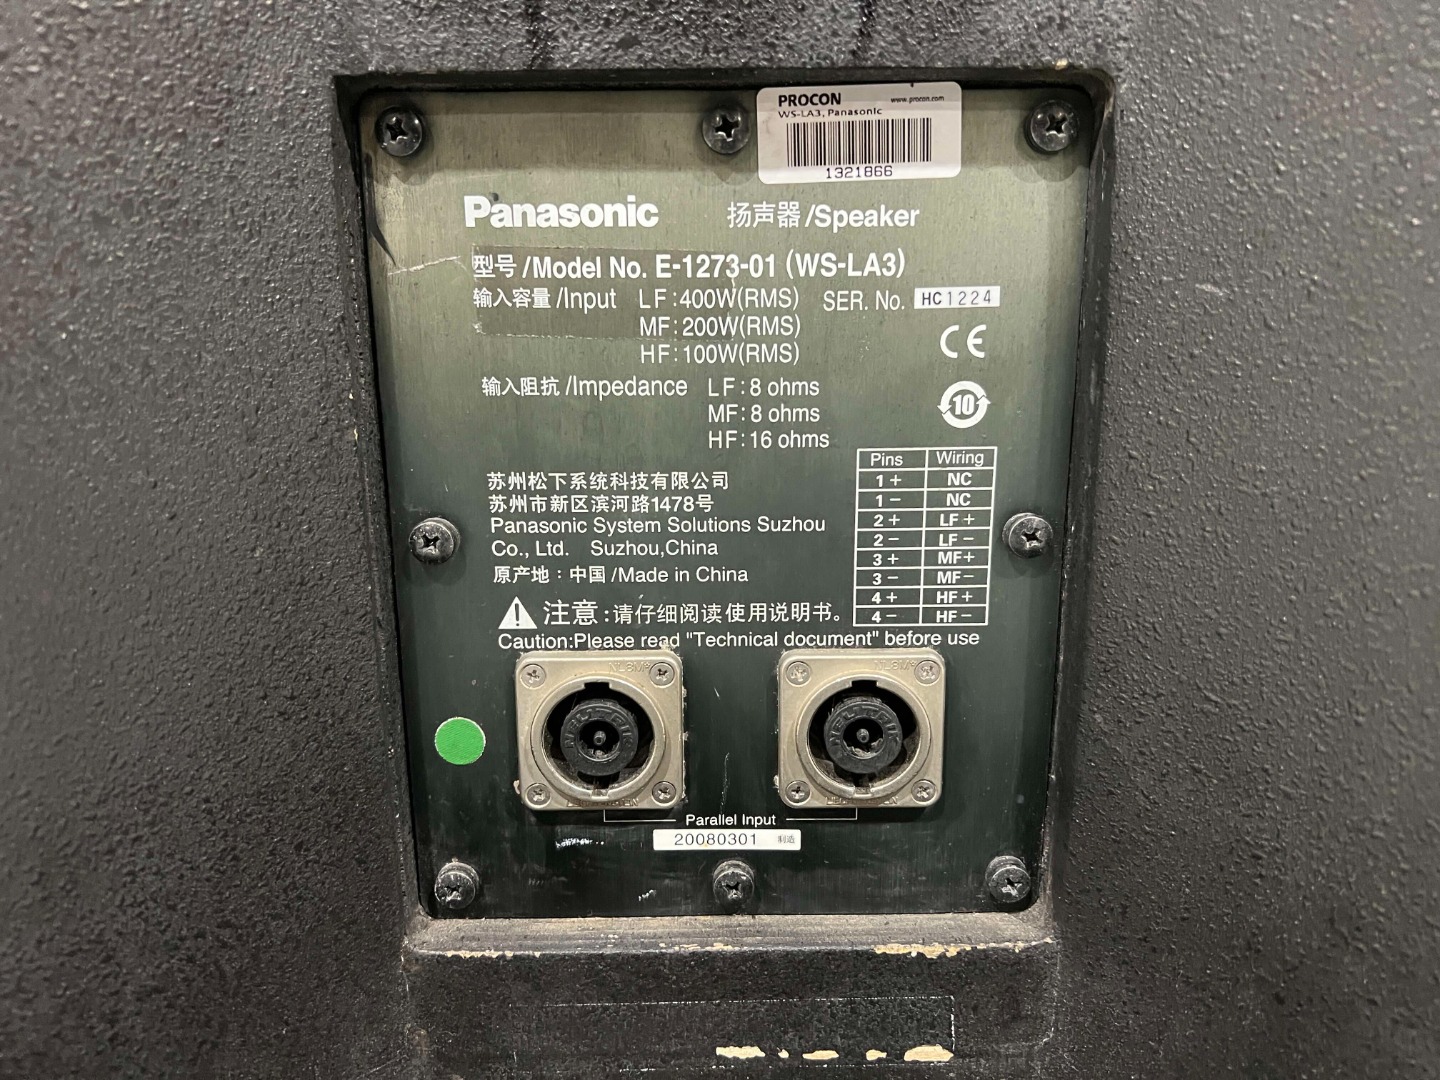 PROCON www.procon.com
WS-LA3, Panasonic
1321866
Panasonic 扬声器/Speaker
型号/Model No. E-1273-01 (WS-LA3)
输入容量/Input LF:400W(RMS) SER. No. HC1224
MF:200W(RMS)
HF:100W(RMS)
CE
输入阻抗/Impedance LF:8 ohms
MF:8 ohms
HF:16 ohms
10
苏州松下系统科技有限公司
苏州市新区滨河路1478号
Panasonic System Solutions Suzhou
Co., Ltd. Suzhou,China
原产地:中国/Made in China
Pins Wiring
1+ NC
1- NC
2+ LF+
2- LF-
3+ MF+
3- MF-
4+ HF+
4- HF-
注意:请仔细阅读使用说明书。
Caution:Please read "Technical document" before use
Parallel Input
20080301 制造